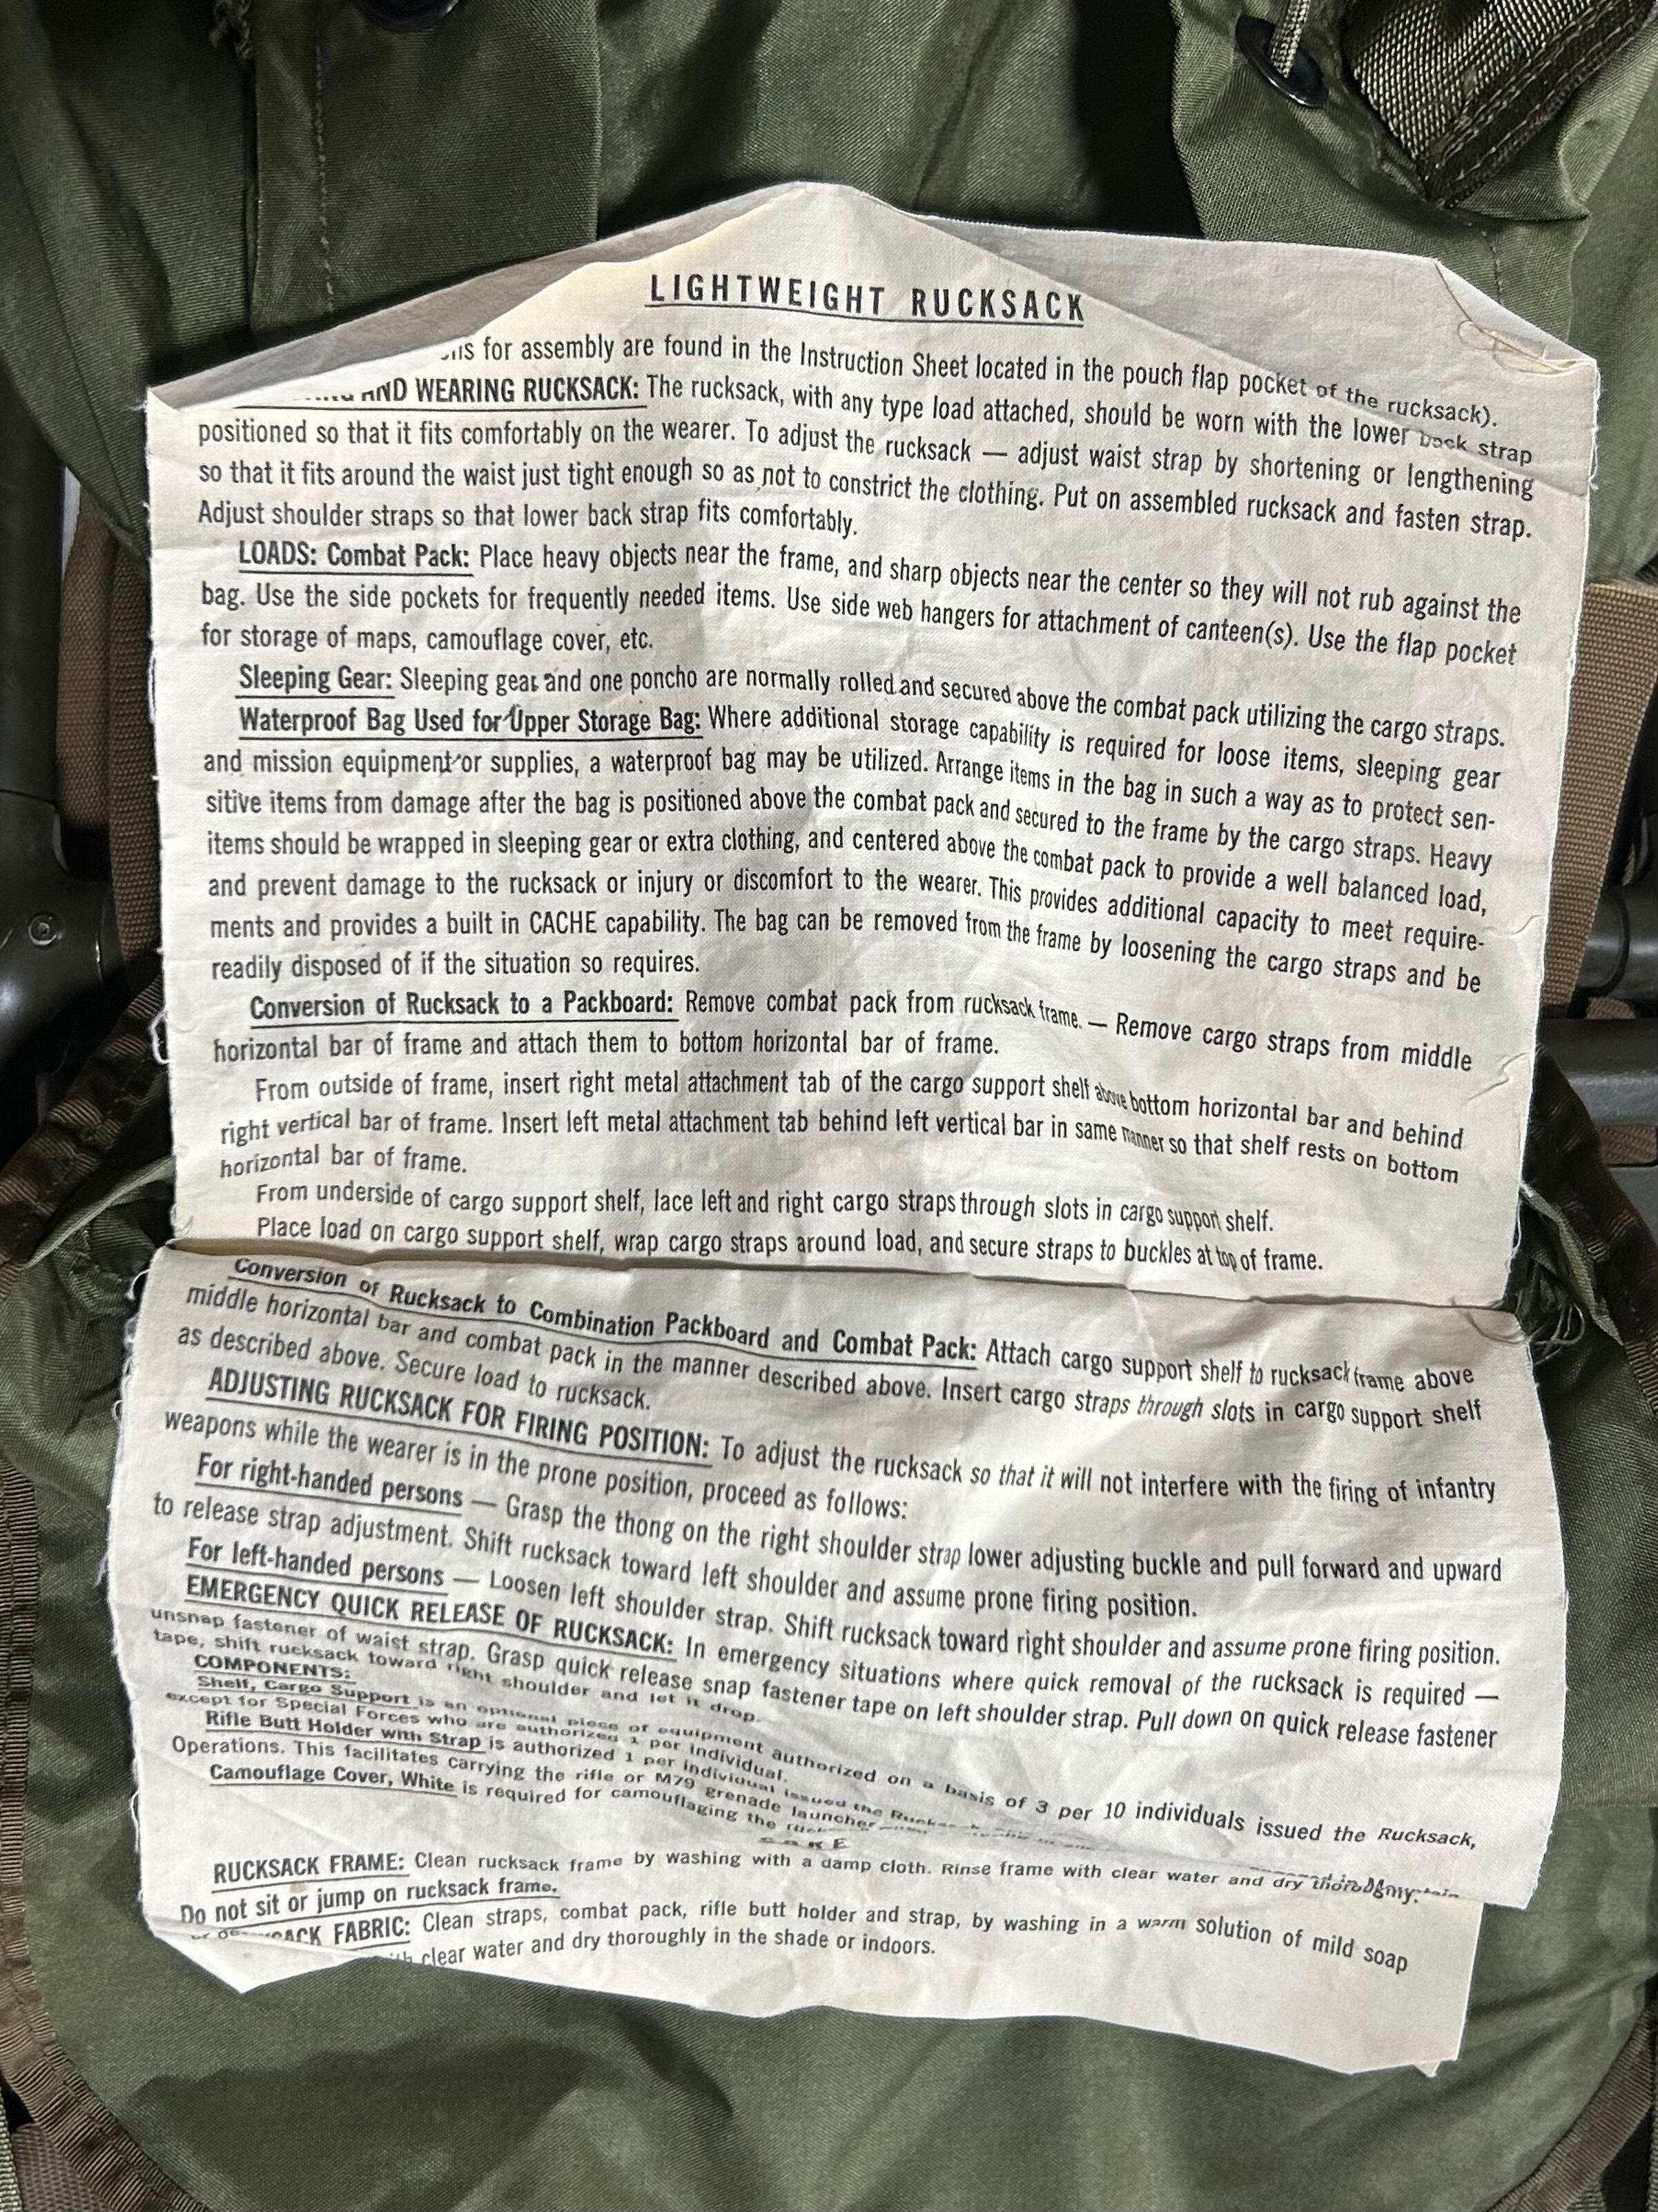 LIGHTWEIGHT RUCKSACK
for assembly are found in the Instruction Sheet located in the pouch flap pocket of the rucksack).
AND WEARING RUCKSACK: The rucksack, with any type load attached, should be worn with the lower back strap
positioned so that it fits comfortably on the wearer. To adjust the rucksack — adjust waist strap by shortening or lengthening
so that it fits around the waist just tight enough so as not to constrict the clothing. Put on assembled rucksack and fasten strap.
Adjust shoulder straps so that lower back strap fits comfortably.
LOADS: Combat Pack: Place heavy objects near the frame, and sharp objects near the center so they will not rub against the
bag. Use the side pockets for frequently needed items. Use side web hangers for attachment of canteen(s). Use the flap pocket
for storage of maps, camouflage cover, etc.
Sleeping Gear: Sleeping gear and one poncho are normally rolled and secured above the combat pack utilizing the cargo straps.
Waterproof Bag Used for Upper Storage Bag: Where additional storage capability is required for loose items, sleeping gear
and mission equipment or supplies, a waterproof bag may be utilized. Arrange items in the bag in such a way as to protect sen-
sitive items from damage after the bag is positioned above the combat pack and secured to the frame by the cargo straps. Heavy
items should be wrapped in sleeping gear or extra clothing, and centered above the combat pack to provide a well balanced load,
and prevent damage to the rucksack or injury or discomfort to the wearer. This provides additional capacity to meet require-
ments and provides a built in CACHE capability. The bag can be removed from the frame by loosening the cargo straps and be
readily disposed of if the situation so requires.
Conversion of Rucksack to a Packboard: Remove combat pack from rucksack frame. — Remove cargo straps from middle
horizontal bar of frame and attach them to bottom horizontal bar of frame.
From outside of frame, insert right metal attachment tab of the cargo support shelf above bottom horizontal bar and behind
right vertical bar of frame. Insert left metal attachment tab behind left vertical bar in same manner so that shelf rests on bottom
horizontal bar of frame.
From underside of cargo support shelf, lace left and right cargo straps through slots in cargo support shelf.
Place load on cargo support shelf, wrap cargo straps around load, and secure straps to buckles at top of frame.
Conversion of Rucksack to Combination Packboard and Combat Pack: Attach cargo support shelf to rucksack frame above
middle horizontal bar and combat pack in the manner described above. Insert cargo straps through slots in cargo support shelf
as described above. Secure load to rucksack.
ADJUSTING RUCKSACK FOR FIRING POSITION: To adjust the rucksack so that it will not interfere with the firing of infantry
weapons while the wearer is in the prone position, proceed as follows:
For right-handed persons — Grasp the thong on the right shoulder strap lower adjusting buckle and pull forward and upward
to release strap adjustment. Shift rucksack toward left shoulder and assume prone firing position.
For left-handed persons — Loosen left shoulder strap. Shift rucksack toward right shoulder and assume prone firing position.
EMERGENCY QUICK RELEASE OF RUCKSACK: In emergency situations where quick removal of the rucksack is required —
unsnap fastener of waist strap. Grasp quick release snap fastener tape on left shoulder strap. Pull down on quick release fastener
tape, shift rucksack toward right shoulder and let it drop.
COMPONENTS:
Shelf, Cargo Support is an optional piece of equipment authorized on a basis of 3 per 10 individuals issued the Rucksack,
except for Special Forces who are authorized 1 per individual.
Rifle Butt Holder with Strap is authorized 1 per individual issued the
Operations. This facilitates carrying the rifle or M79 grenade launcher
Camouflage Cover, White is required for camouflaging the
RUCKSACK FRAME: Clean rucksack frame by washing with a damp cloth. Rinse frame with clear water and dry thoroughly.
Do not sit or jump on rucksack frame.
FABRIC: Clean straps, combat pack, rifle butt holder and strap, by washing in a warm solution of mild soap
clear water and dry thoroughly in the shade or indoors.